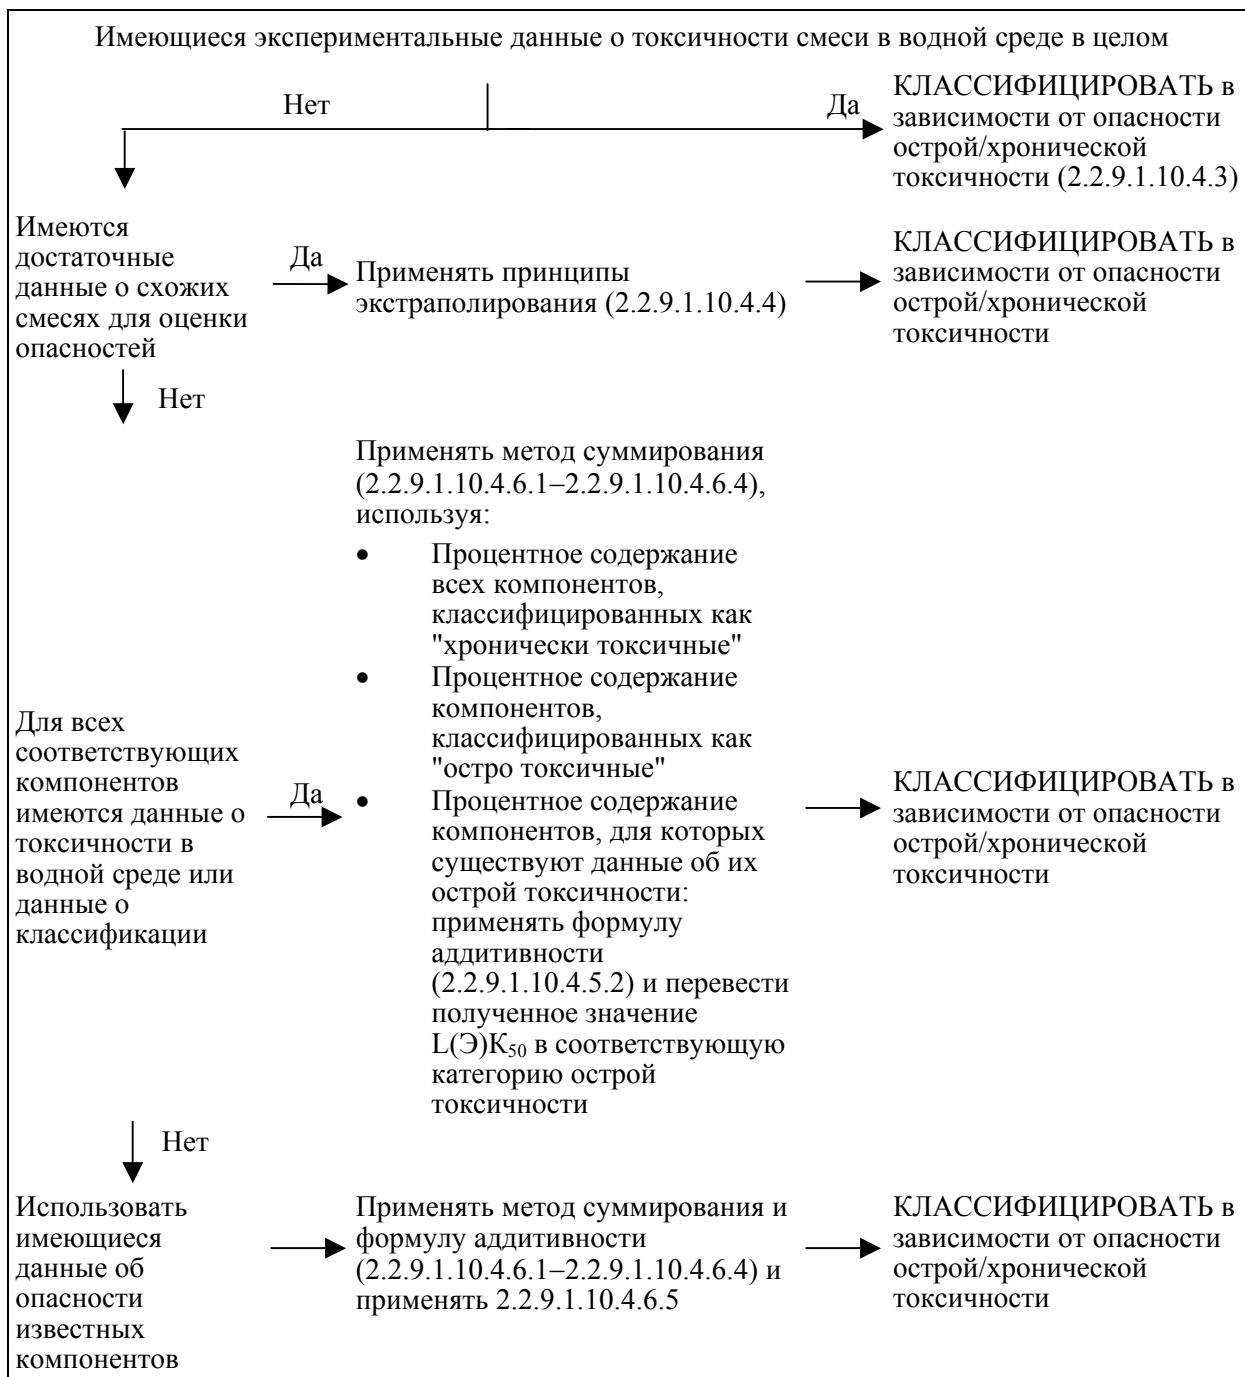 Имеющиеся экспериментальные данные о токсичности смеси в водной среде в целом
Нет
Да
КЛАССИФИЦИРОВАТЬ в
зависимости от опасности
острой/хронической
токсичности (2.2.9.1.10.4.3)
Имеются
достаточные
данные о схожих
смесях для оценки
опасностей
Да
Применять принципы
экстраполирования (2.2.9.1.10.4.4)
КЛАССИФИЦИРОВАТЬ в
зависимости от опасности
острой/хронической
токсичности
Нет
Применять метод суммирования
(2.2.9.1.10.4.6.1–2.2.9.1.10.4.6.4),
используя:
• Процентное содержание
всех компонентов,
классифицированных как
"хронически токсичные"
• Процентное содержание
компонентов,
классифицированных как
"остро токсичные"
• Процентное содержание
компонентов, для которых
существуют данные об их
острой токсичности:
применять формулу
аддитивности
(2.2.9.1.10.4.5.2) и перевести
полученное значение
L(Э)К₅₀ в соответствующую
категорию острой
токсичности
Для всех
соответствующих
компонентов
имеются данные о
токсичности в
водной среде или
данные о
классификации
Да
КЛАССИФИЦИРОВАТЬ в
зависимости от опасности
острой/хронической
токсичности
Нет
Использовать
имеющиеся
данные об
опасности
известных
компонентов
Применять метод суммирования и
формулу аддитивности
(2.2.9.1.10.4.6.1–2.2.9.1.10.4.6.4) и
применять 2.2.9.1.10.4.6.5
КЛАССИФИЦИРОВАТЬ в
зависимости от опасности
острой/хронической
токсичности